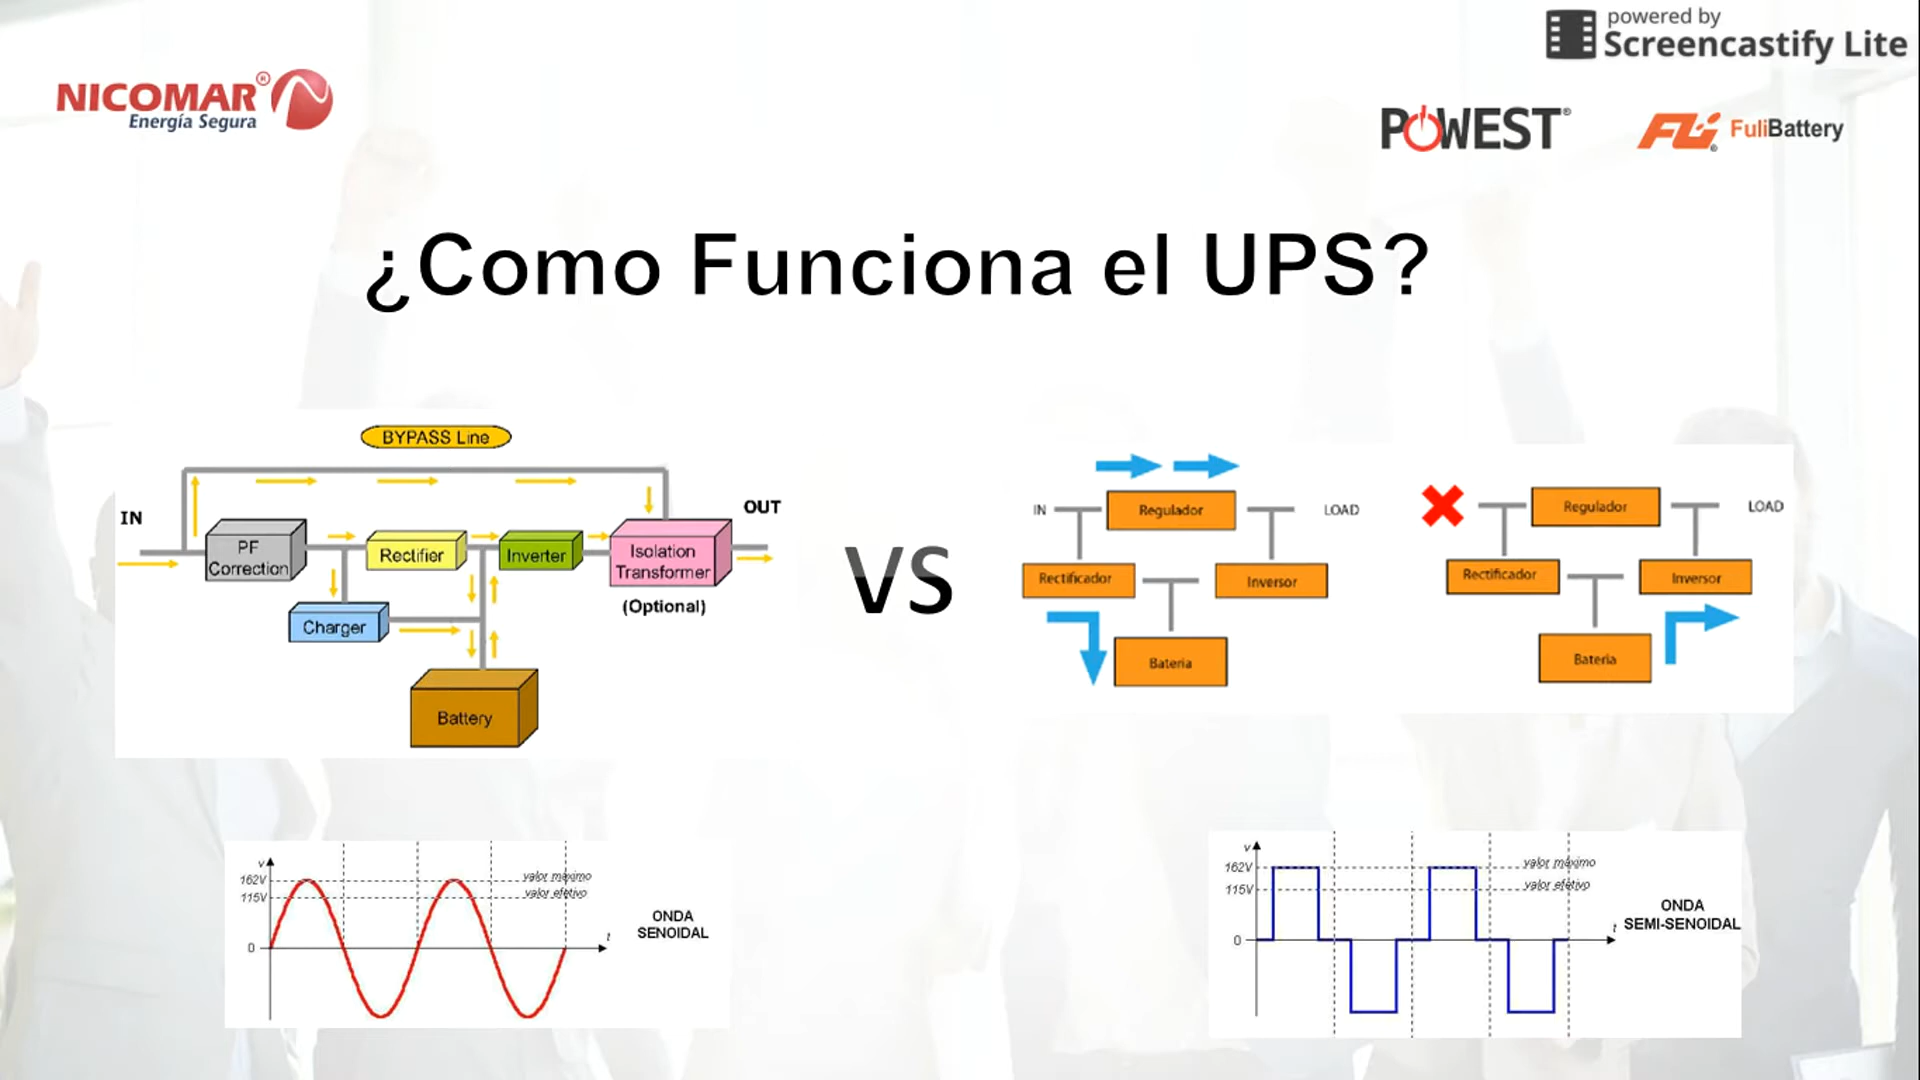 powered by
Screencastify Lite
NICOMAR®
Energía Segura
POWEST®
FuliBattery
¿Como Funciona el UPS?
BYPASS Line
IN
OUT
PF
Correction
Rectifier
Inverter
Isolation
Transformer
(Optional)
Charger
Battery
VS
IN
Regulador
LOAD
Rectificador
Inversor
Bateria
Regulador
LOAD
Rectificador
Inversor
Bateria
v
162V
115V
0
valor máximo
valor efetivo
t
ONDA
SENOIDAL
v
162V
115V
0
valor máximo
valor efetivo
t
ONDA
SEMI-SENOIDAL